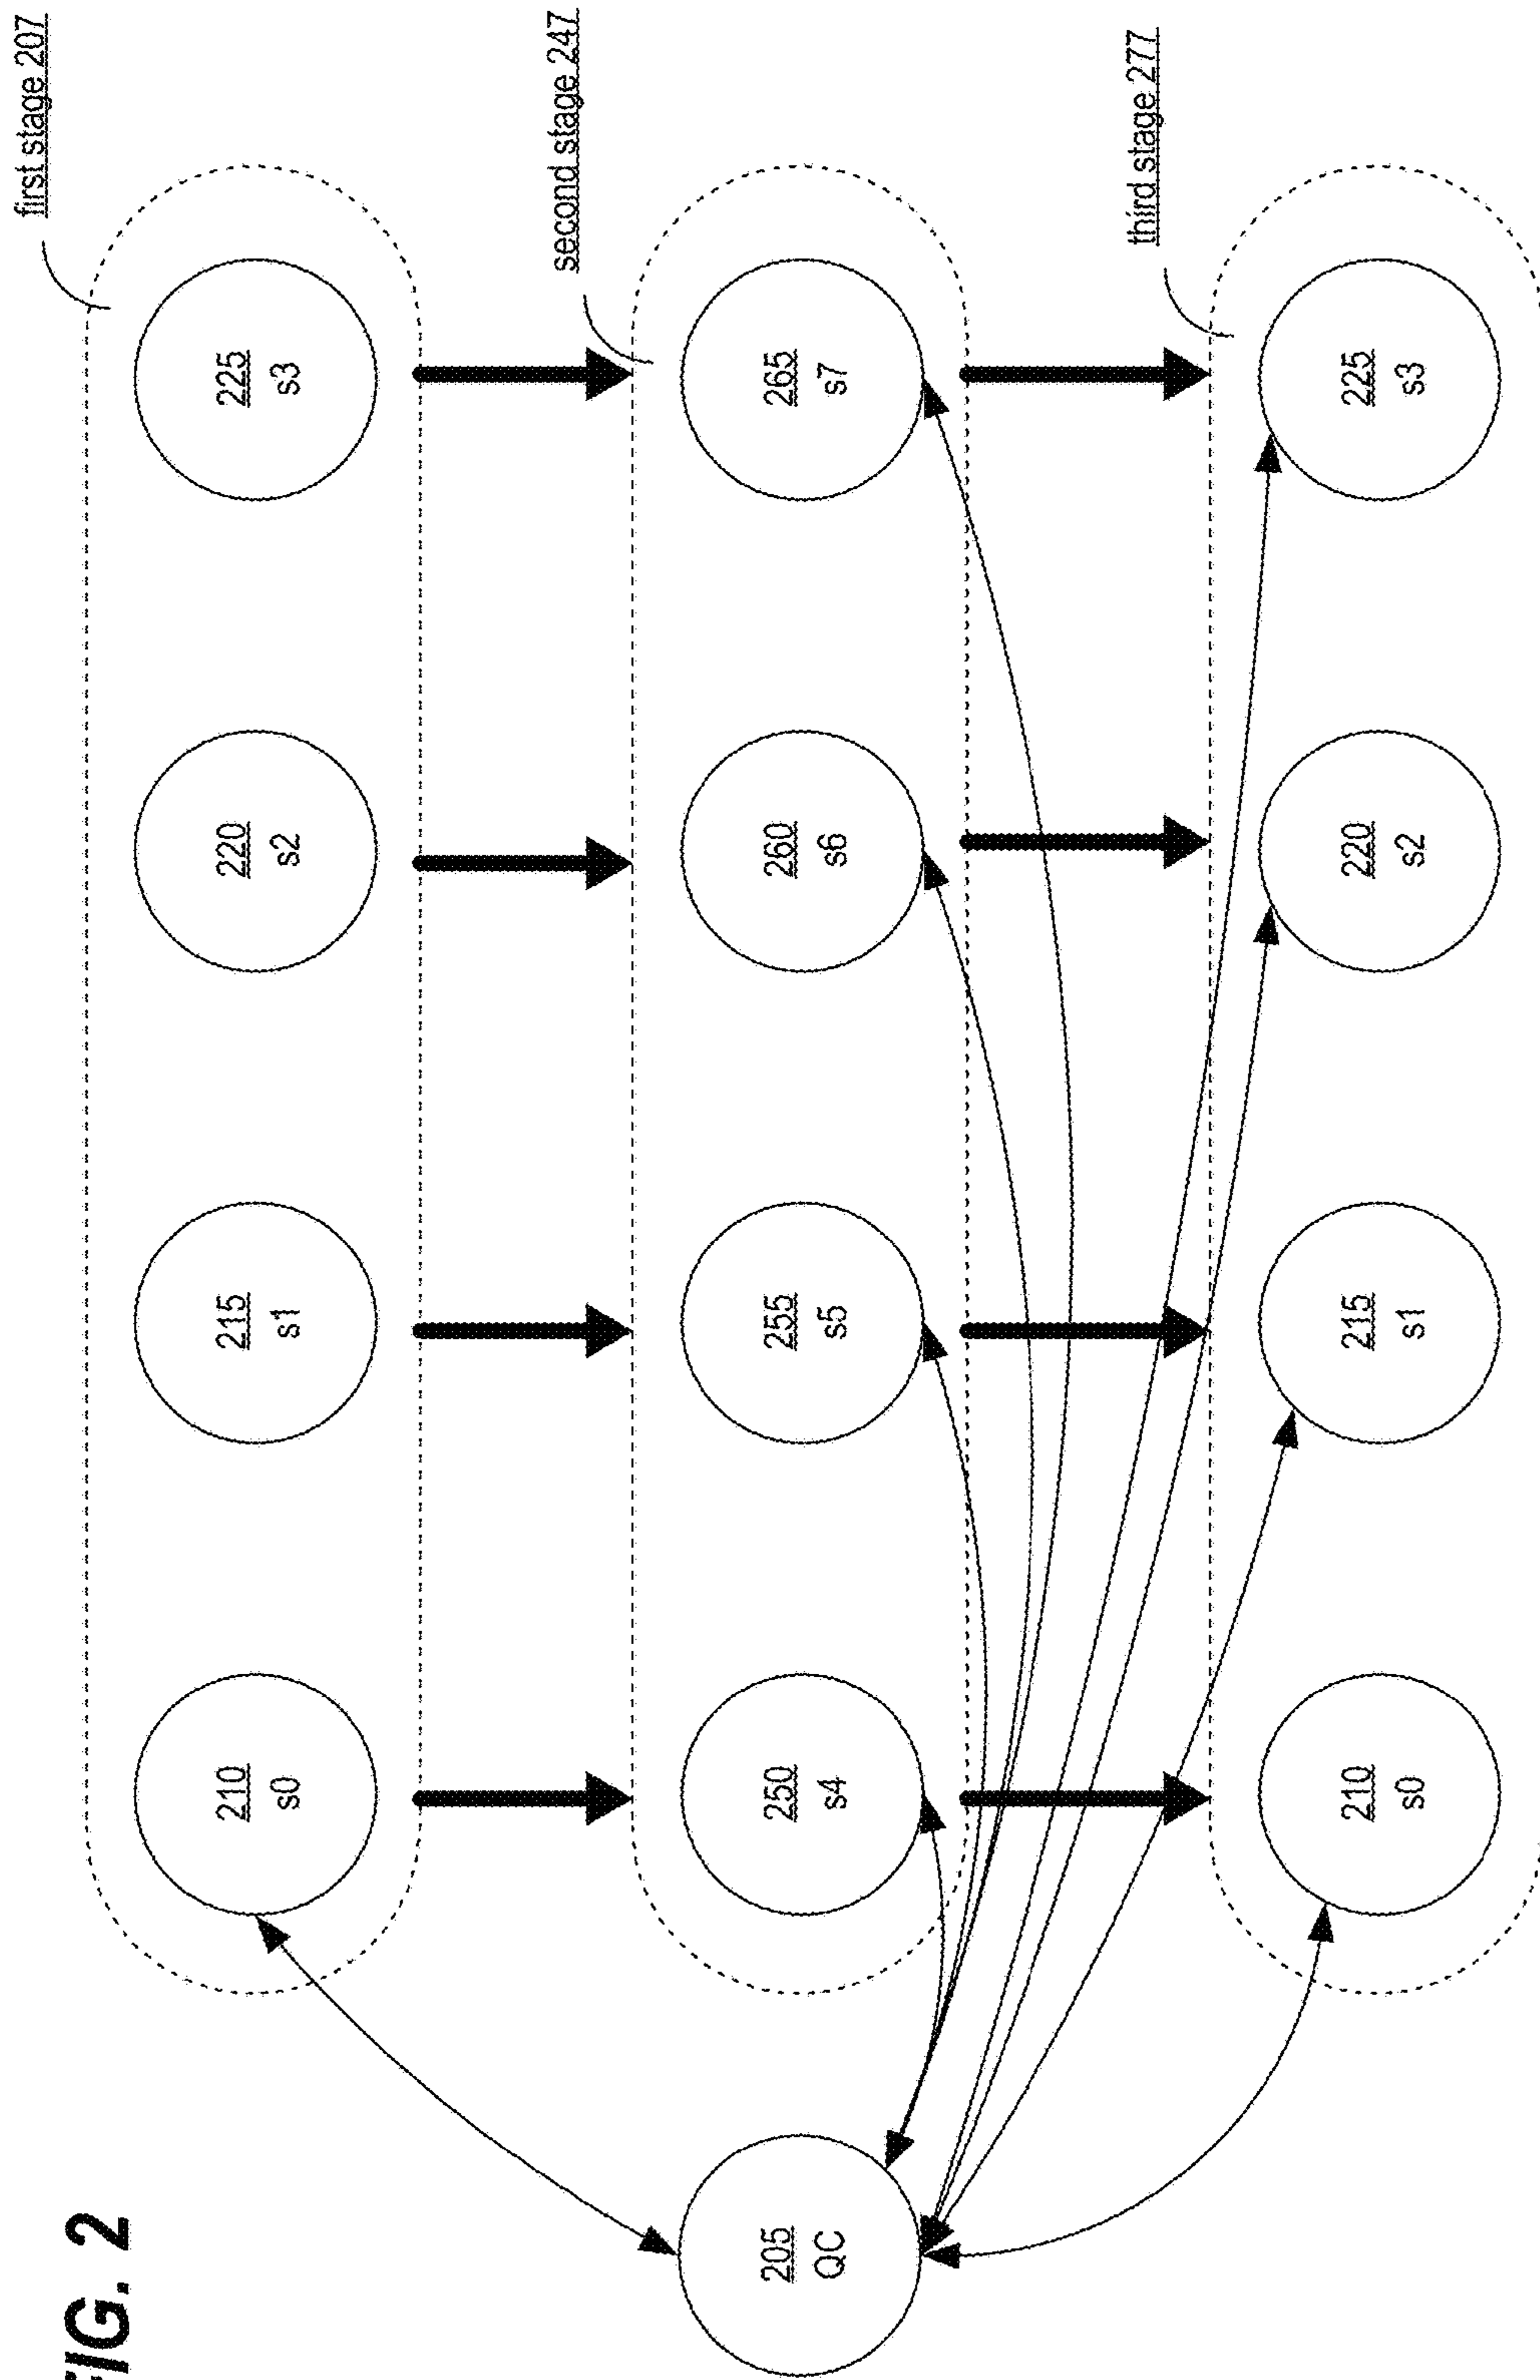 FIG. 2
first stage 207
210
s0
215
s1
220
s2
225
s3
second stage 247
205
QC
250
s4
255
s5
260
s6
265
s7
third stage 277
210
s0
215
s1
220
s2
225
s3